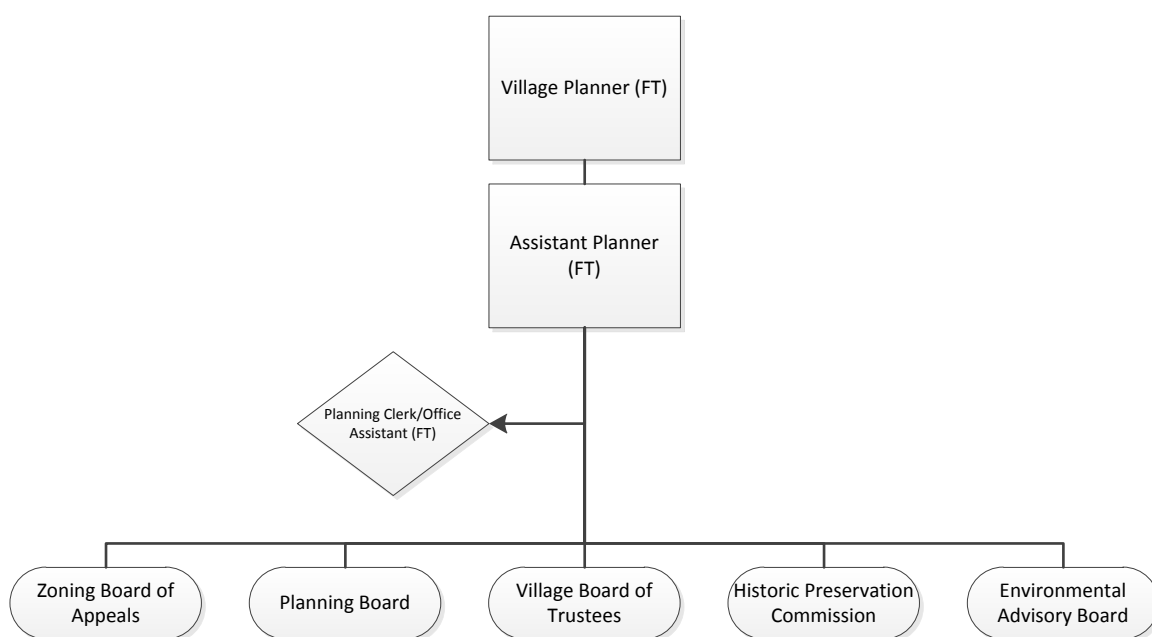 Village Planner (FT)
Assistant Planner
(FT)
Planning Clerk/Office
Assistant (FT)
Zoning Board of
Appeals
Planning Board
Village Board of
Trustees
Historic Preservation
Commission
Environmental
Advisory Board